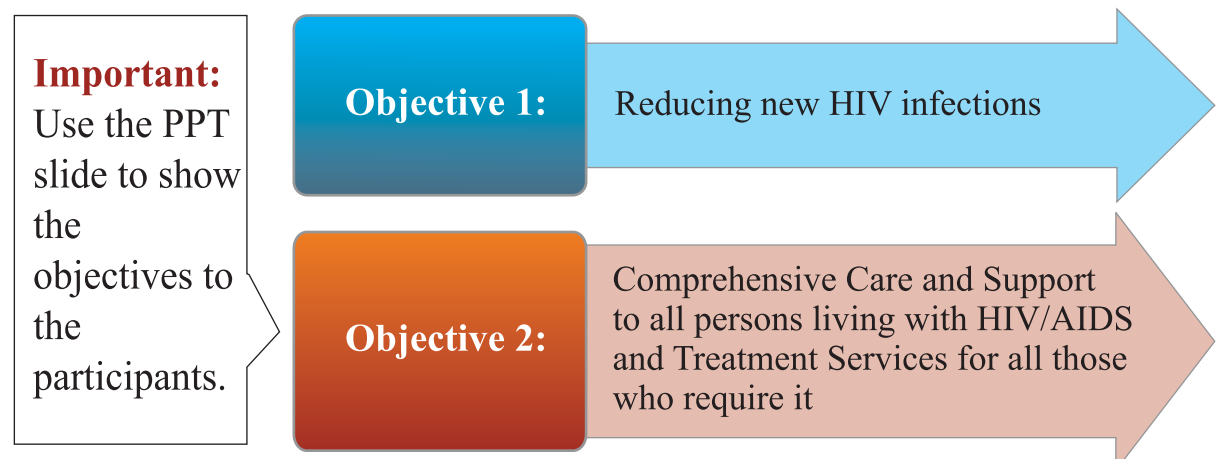 Important:
Use the PPT
slide to show
the
objectives to
the
participants.
Objective 1:
Reducing new HIV infections
Objective 2:
Comprehensive Care and Support
to all persons living with HIV/AIDS
and Treatment Services for all those
who require it